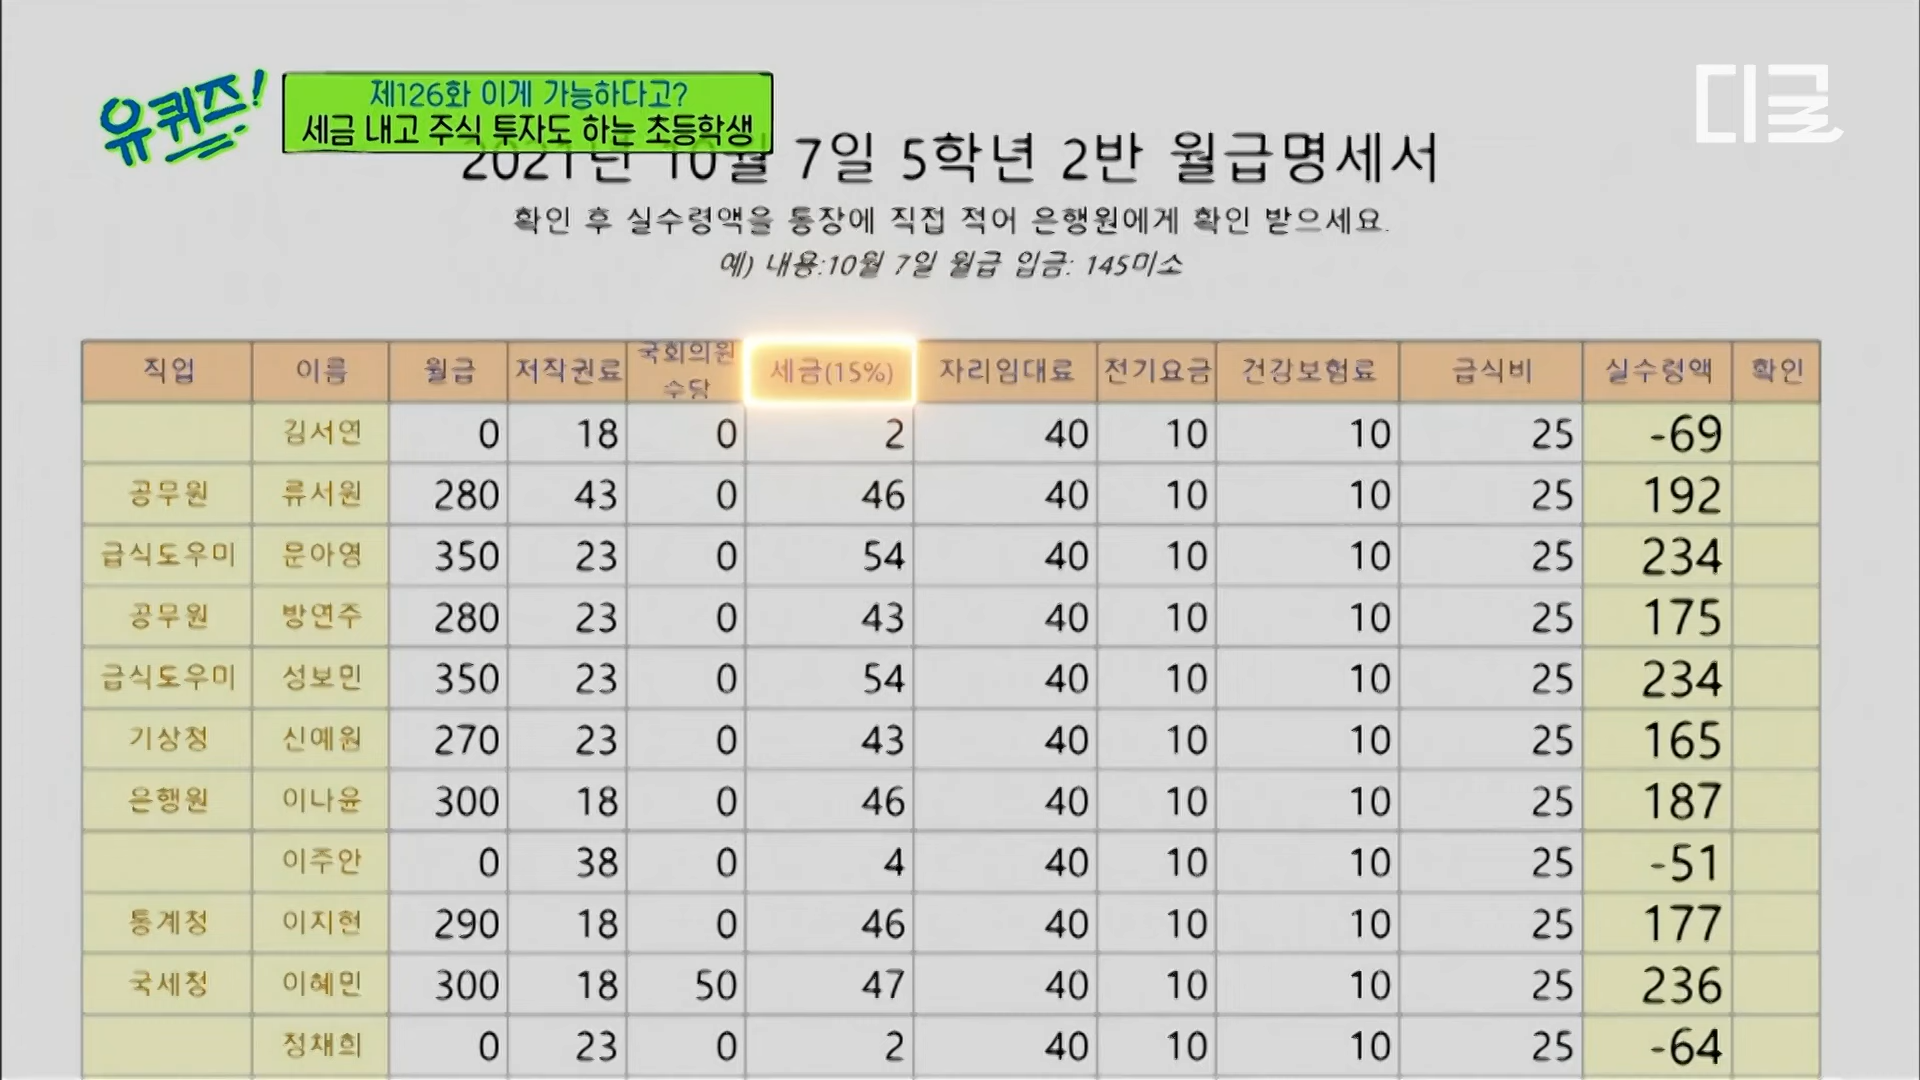 유퀴즈!
제126화 이게 가능하다고?
세금 내고 주식 투자도 하는 초등학생
디글
2021년 10월 7일 5학년 2반 월급명세서
확인 후 실수령액을 통장에 직접 적어 은행원에게 확인 받으세요.
예) 내용:10월 7일 월급 입금: 145미소
직업 이름 월급 저작권료 국회의원 수당 세금(15%) 자리임대료 전기요금 건강보험료 급식비 실수령액 확인
김서연 0 18 0 2 40 10 10 25 -69
공무원 류서원 280 43 0 46 40 10 10 25 192
급식도우미 문아영 350 23 0 54 40 10 10 25 234
공무원 방연주 280 23 0 43 40 10 10 25 175
급식도우미 성보민 350 23 0 54 40 10 10 25 234
기상청 신예원 270 23 0 43 40 10 10 25 165
은행원 이나윤 300 18 0 46 40 10 10 25 187
이주안 0 38 0 4 40 10 10 25 -51
통계청 이지현 290 18 0 46 40 10 10 25 177
국세청 이혜민 300 18 50 47 40 10 10 25 236
정채희 0 23 0 2 40 10 10 25 -64